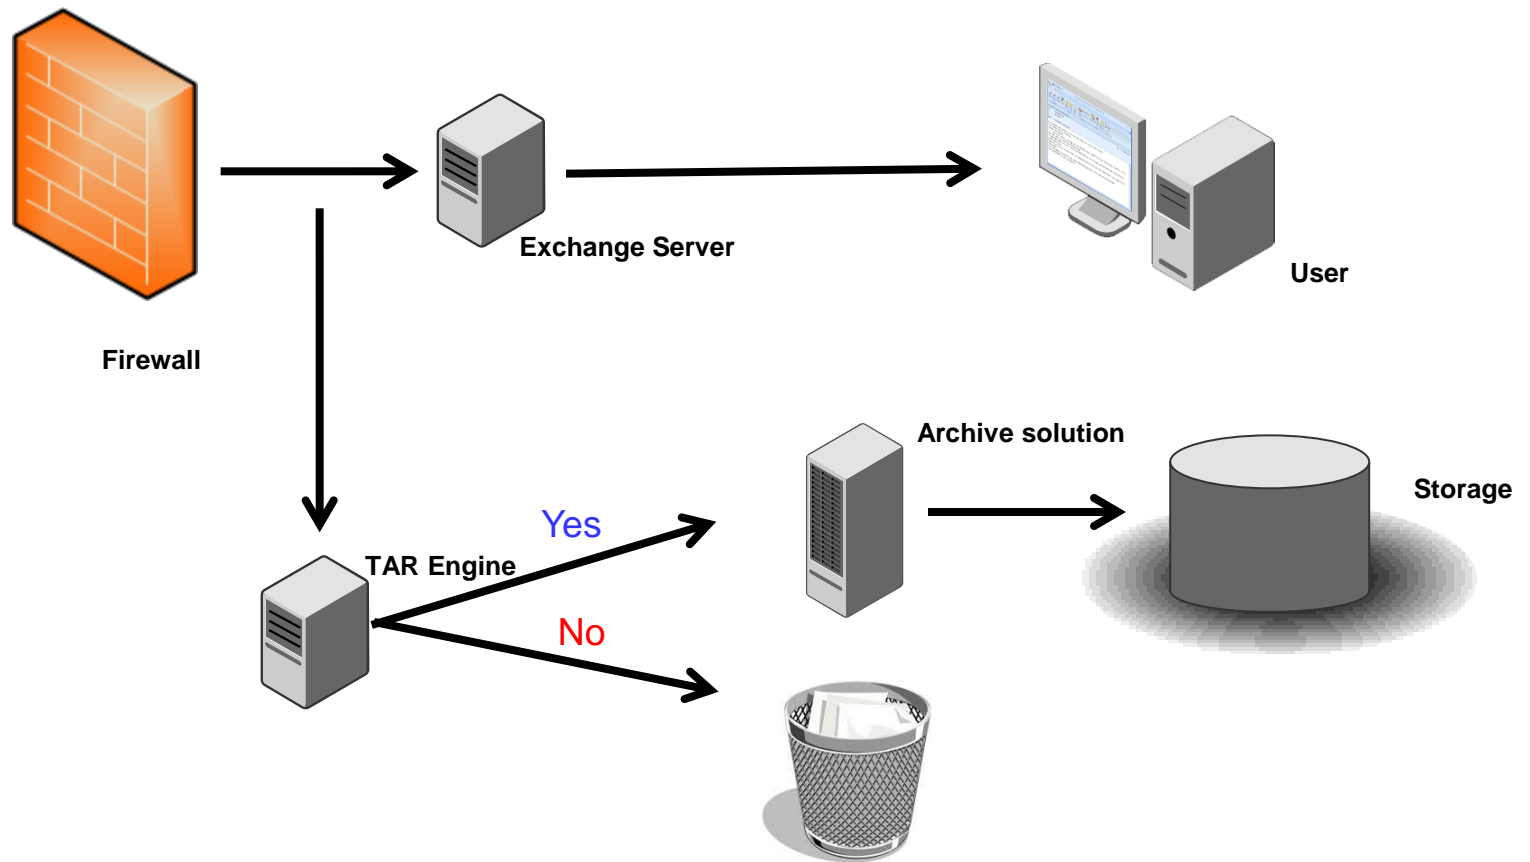 Exchange Server
User
Firewall
Archive solution
Storage
Yes
TAR Engine
No